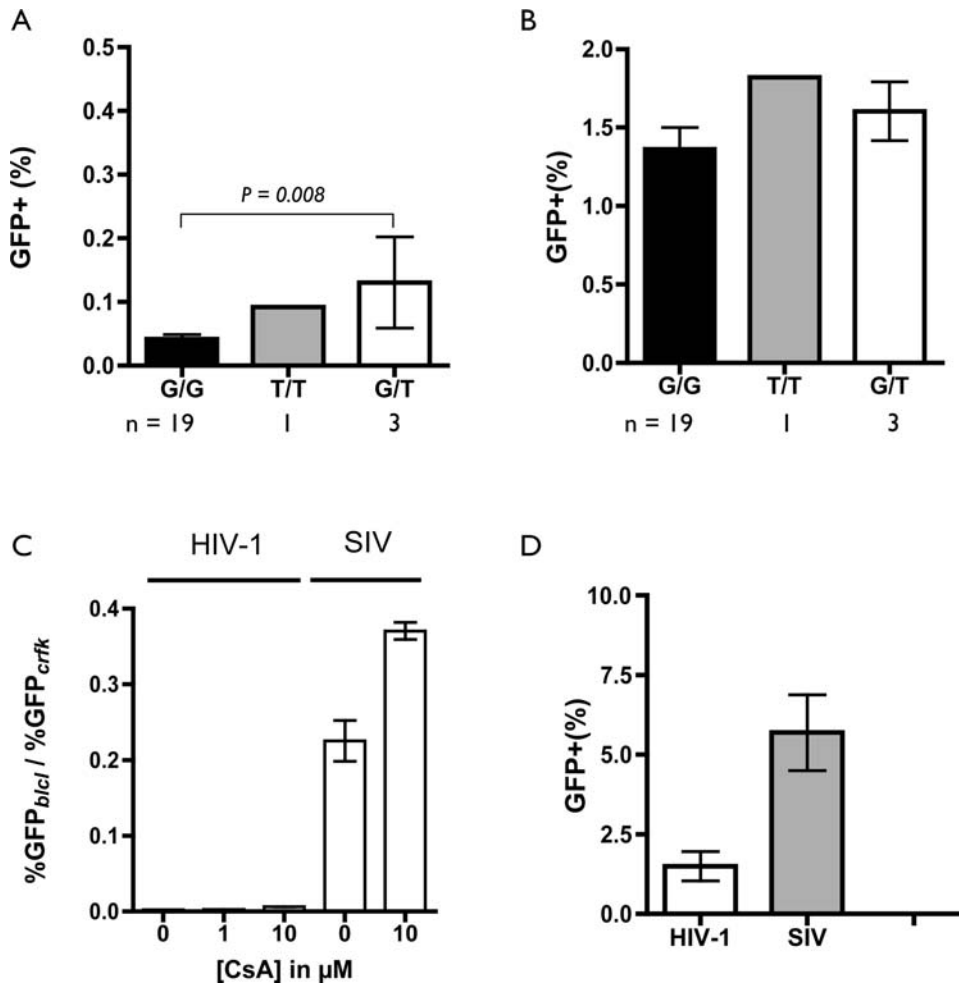 A
GFP+ (%)
0.5
0.4
0.3
0.2
0.1
0.0
P = 0.008
G/G T/T G/T
n = 19 1 3
B
GFP+(%)
2.0
1.5
1.0
0.5
0.0
G/G T/T G/T
n = 19 1 3
C
HIV-1 SIV
%GFPblcl / %GFPcrfk
0.4
0.3
0.2
0.1
0.0
0 1 10 0 10
[CsA] in µM
D
GFP+(%)
10.0
7.5
5.0
2.5
0.0
HIV-1 SIV